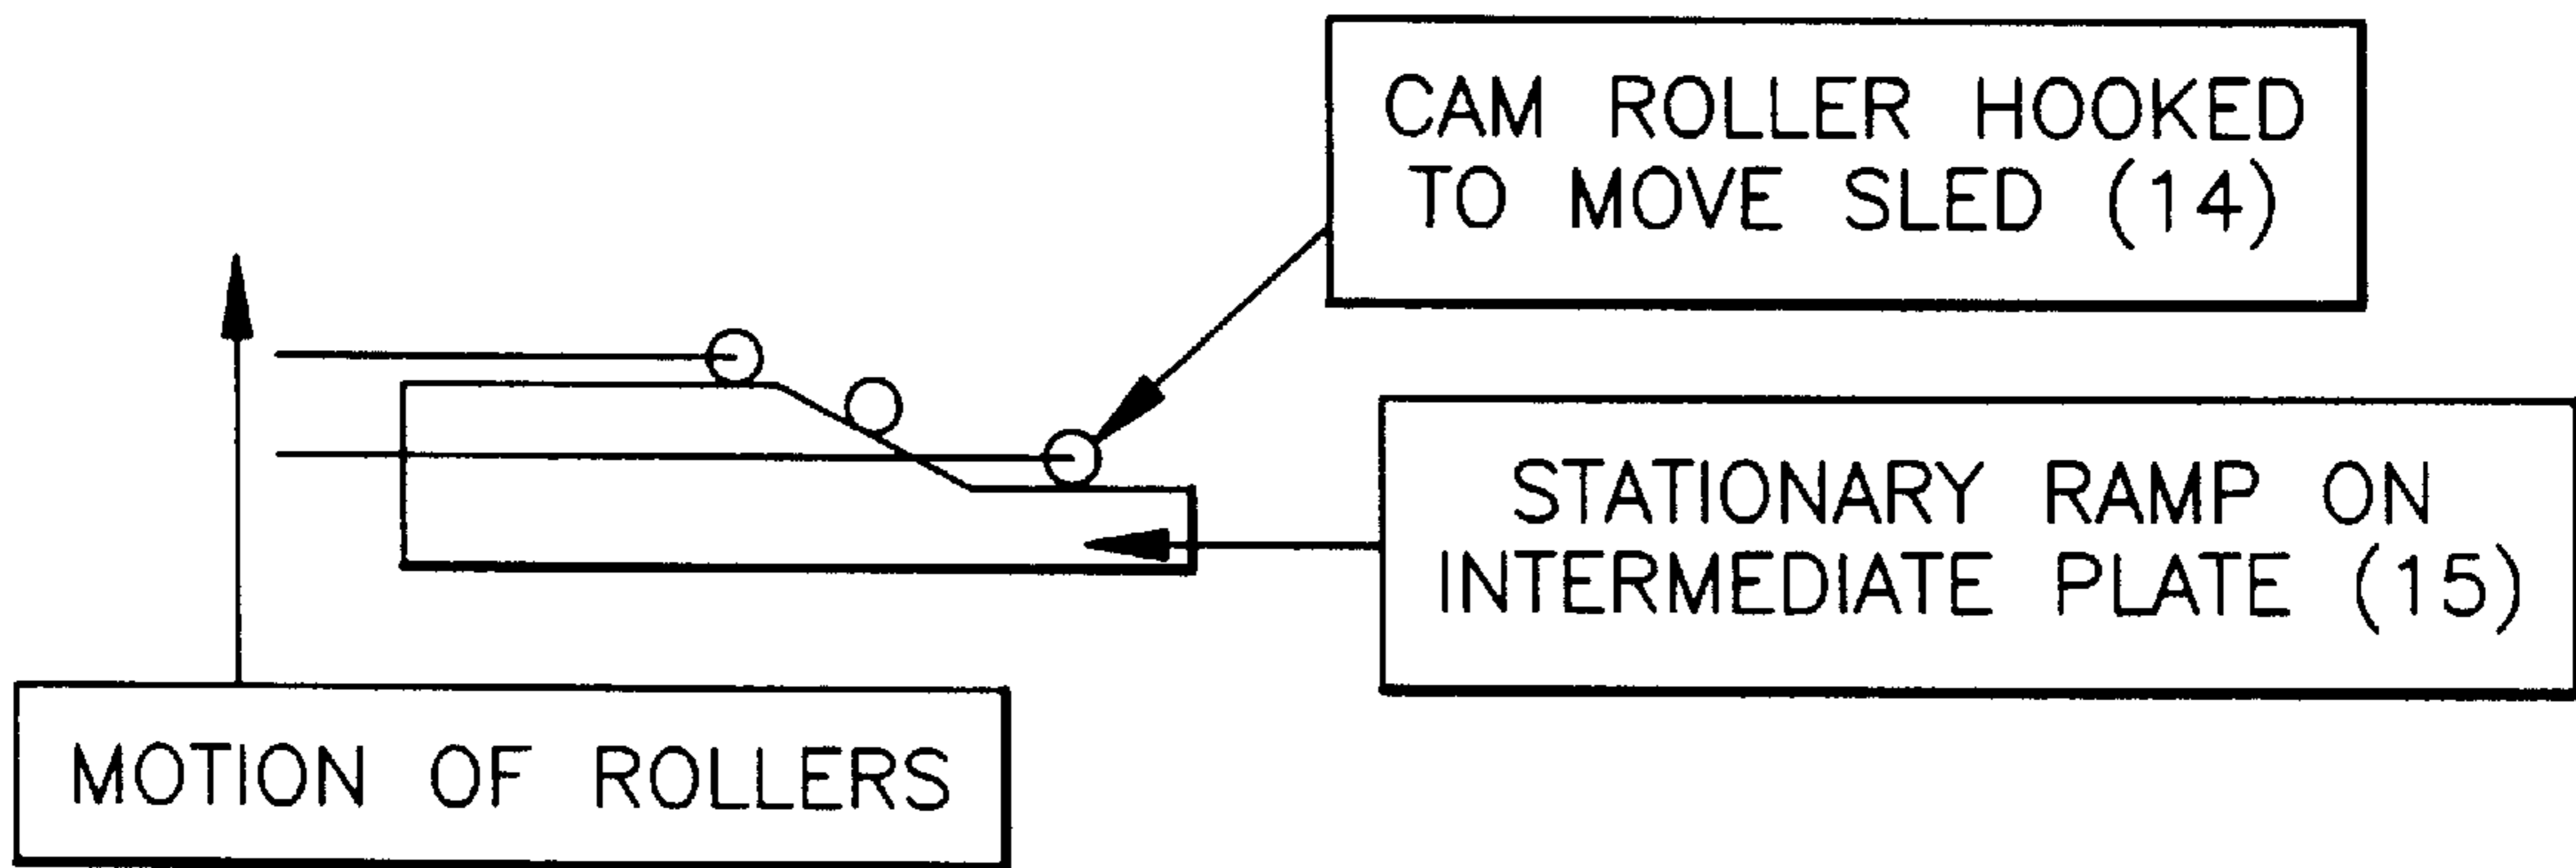 CAM ROLLER HOOKED
TO MOVE SLED (14)
STATIONARY RAMP ON
INTERMEDIATE PLATE (15)
MOTION OF ROLLERS